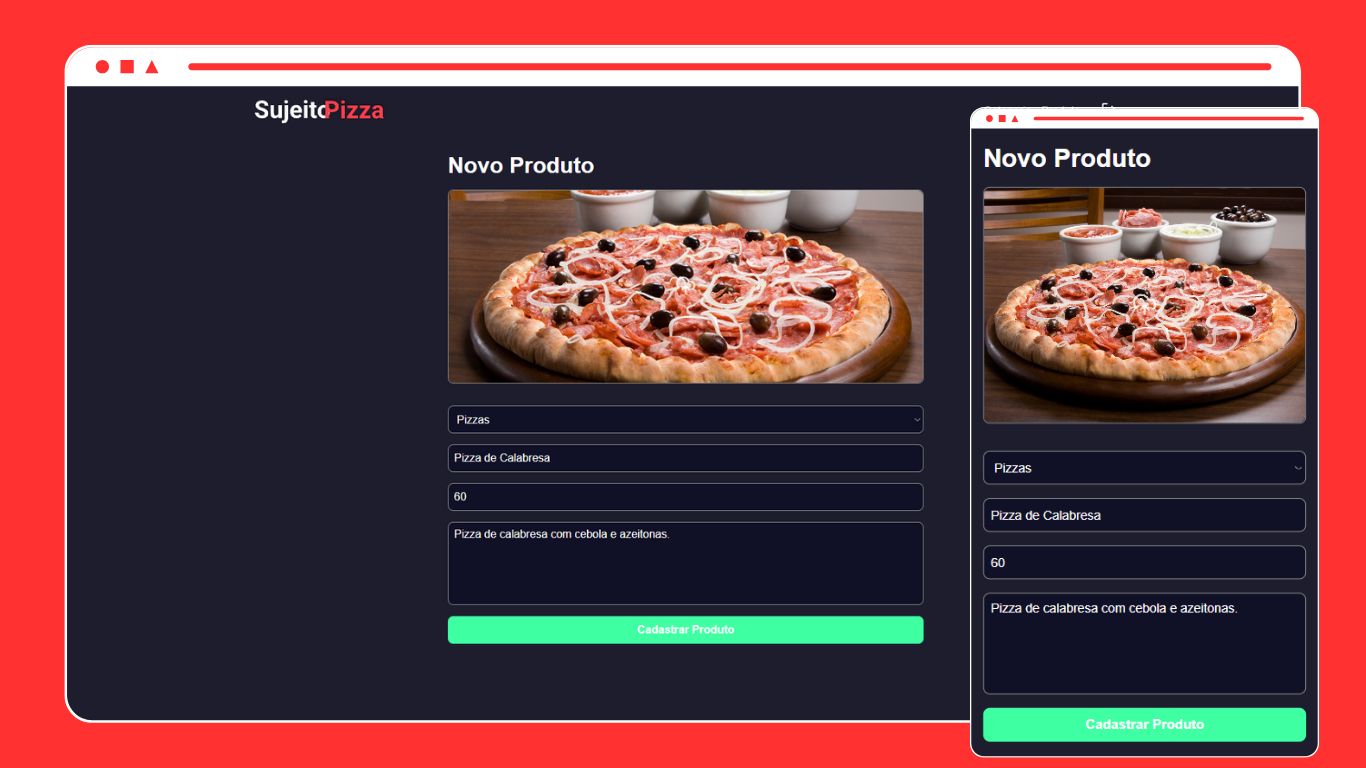 SujeitoPizza
Novo Produto
Pizzas
Pizza de Calabresa
60
Pizza de calabresa com cebola e azeitonas.
Cadastrar Produto
Novo Produto
Pizzas
Pizza de Calabresa
60
Pizza de calabresa com cebola e azeitonas.
Cadastrar Produto